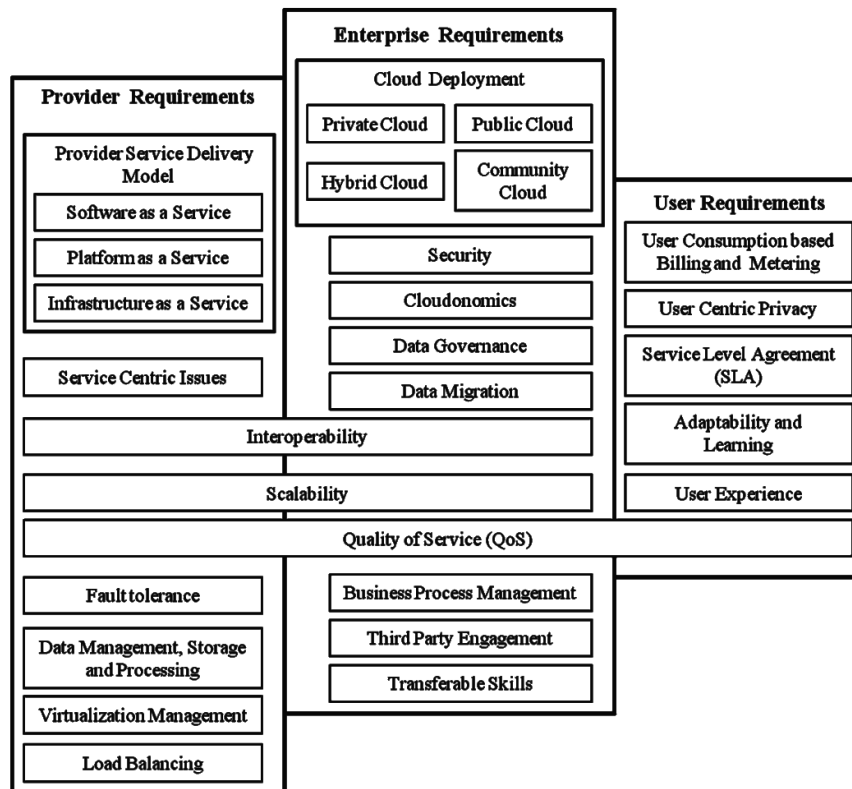 Enterprise Requirements
Cloud Deployment
Private Cloud
Public Cloud
Hybrid Cloud
Community
Cloud
Security
Cloudonomics
Data Governance
Data Migration
Provider Requirements
Provider Service Delivery
Model
Software as a Service
Platform as a Service
Infrastructure as a Service
Service Centric Issues
Interoperability
Scalability
Quality of Service (QoS)
Fault tolerance
Data Management, Storage
and Processing
Virtualization Management
Load Balancing
Business Process Management
Third Party Engagement
Transferable Skills
User Requirements
User Consumption based
Billing and Metering
User Centric Privacy
Service Level Agreement
(SLA)
Adaptability and
Learning
User Experience